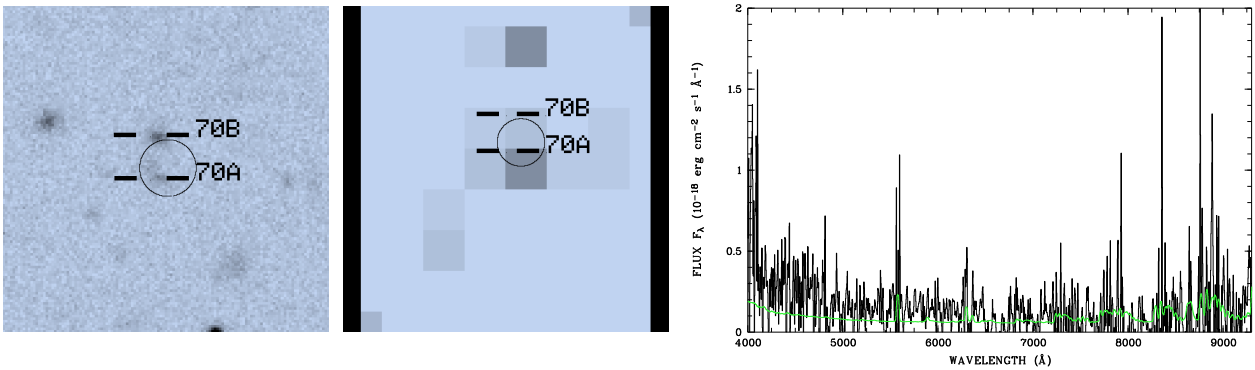 70B
70A
70B
70A
2
1.5
1
0.5
0
FLUX Fλ (10⁻¹⁸ erg cm⁻² s⁻¹ Å⁻¹)
4000 5000 6000 7000 8000 9000
WAVELENGTH (Å)